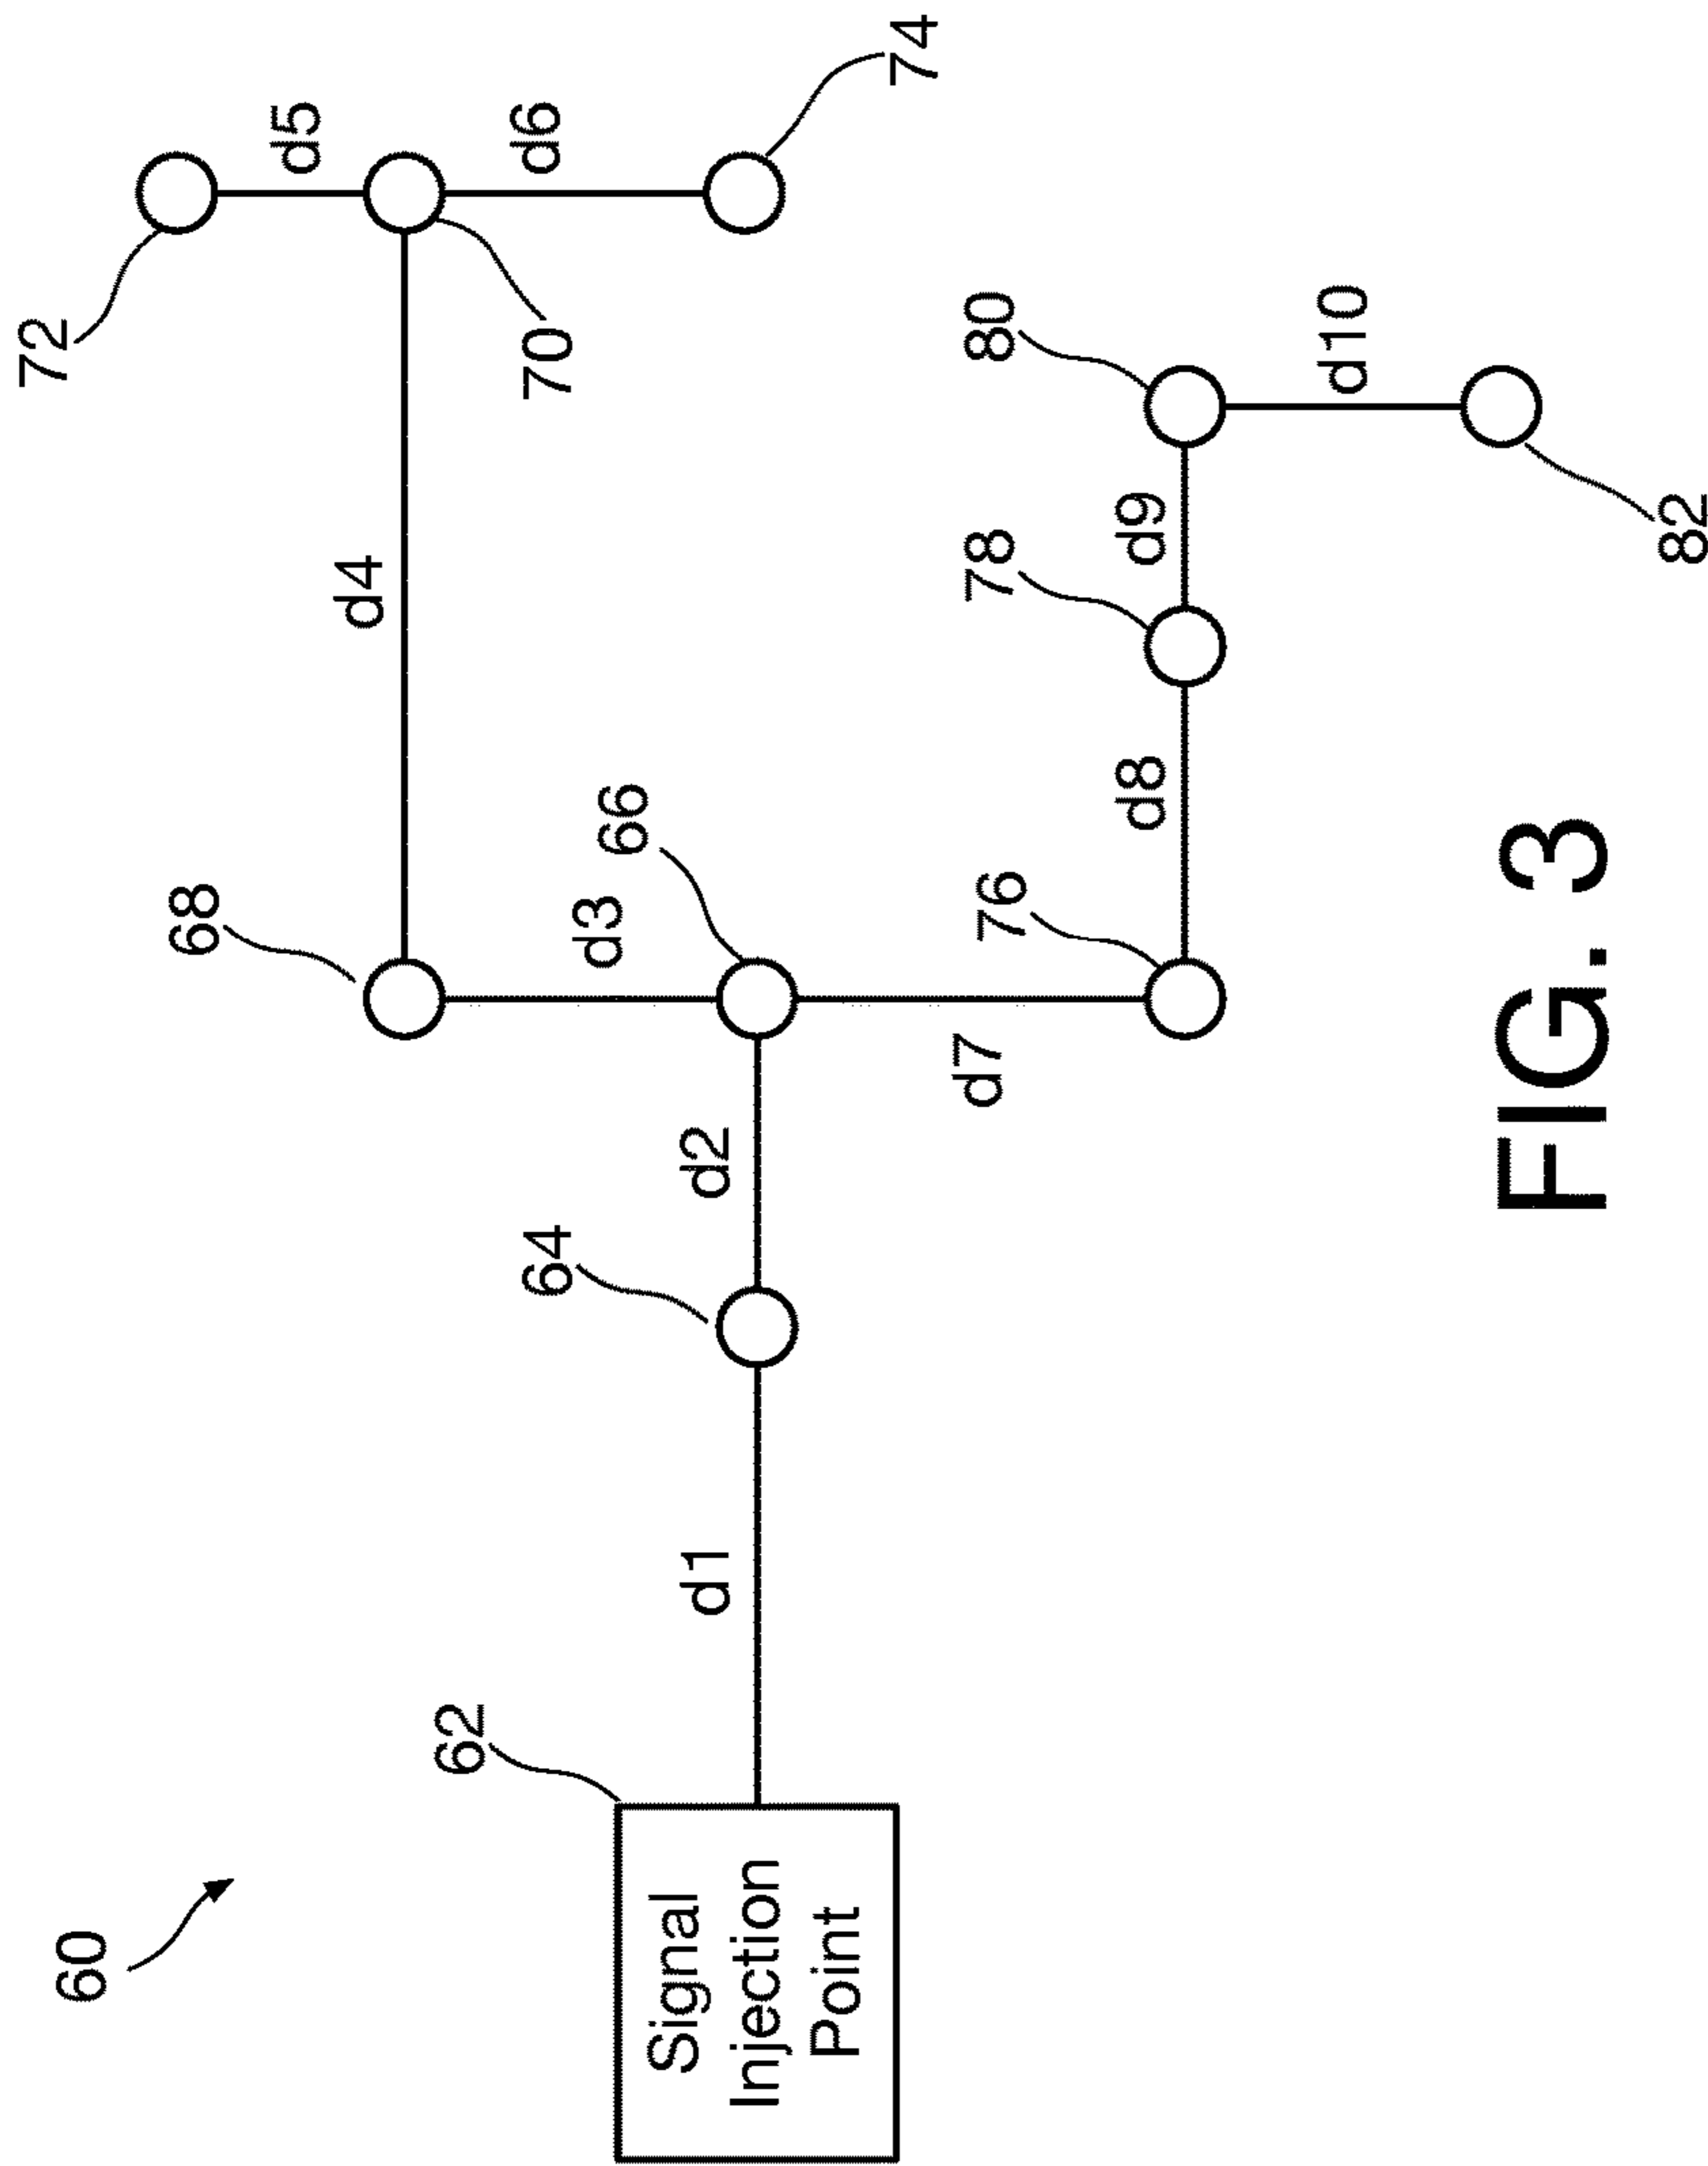 60
62
Signal
Injection
Point
d1
64
d2
66
68
d3
d4
72
d5
70
d6
74
d7
76
d8
78
d9
80
d10
82
FIG. 3